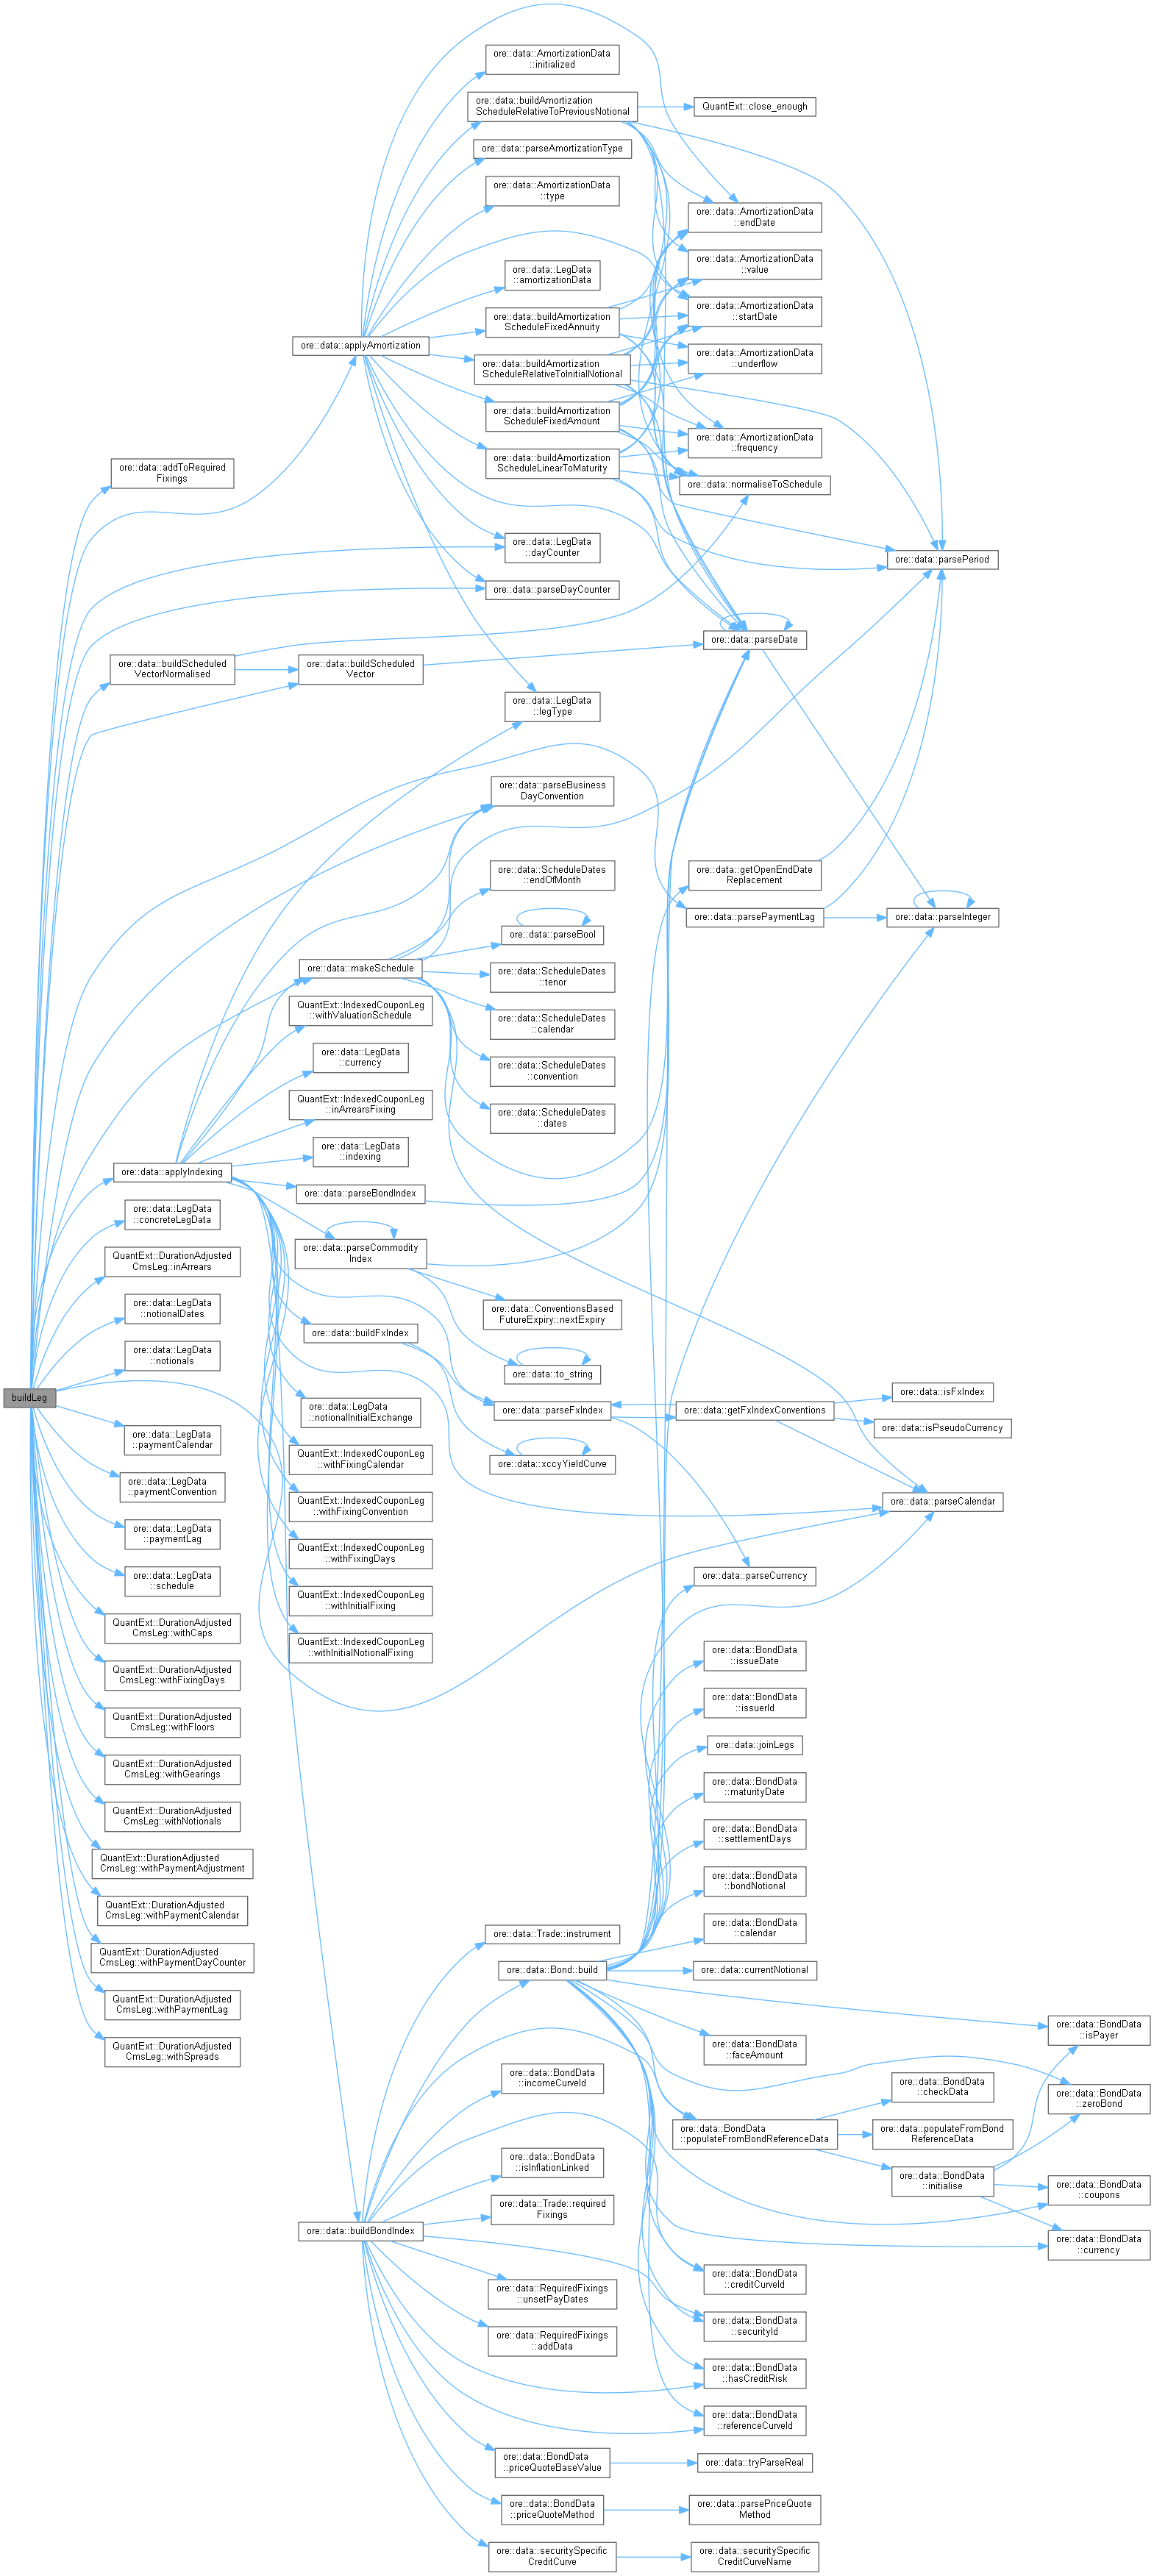 buildLeg
ore::data::addToRequired
Fixings
ore::data::applyAmortization
ore::data::AmortizationData
::initialized
ore::data::buildAmortization
ScheduleRelativeToPreviousNotional
QuantExt::close_enough
ore::data::parseAmortizationType
ore::data::AmortizationData
::type
ore::data::AmortizationData
::endDate
ore::data::AmortizationData
::value
ore::data::LegData
::amortizationData
ore::data::AmortizationData
::startDate
ore::data::buildAmortization
ScheduleFixedAnnuity
ore::data::AmortizationData
::underflow
ore::data::buildAmortization
ScheduleRelativeToInitialNotional
ore::data::buildAmortization
ScheduleFixedAmount
ore::data::AmortizationData
::frequency
ore::data::buildAmortization
ScheduleLinearToMaturity
ore::data::normaliseToSchedule
ore::data::LegData
::dayCounter
ore::data::parsePeriod
ore::data::parseDayCounter
ore::data::parseDate
ore::data::buildScheduled
VectorNormalised
ore::data::buildScheduled
Vector
ore::data::LegData
::legType
ore::data::parseBusiness
DayConvention
ore::data::ScheduleDates
::endOfMonth
ore::data::getOpenEndDate
Replacement
ore::data::parsePaymentLag
ore::data::parseInteger
ore::data::parseBool
ore::data::makeSchedule
ore::data::ScheduleDates
::tenor
QuantExt::IndexedCouponLeg
::withValuationSchedule
ore::data::ScheduleDates
::calendar
ore::data::LegData
::currency
ore::data::ScheduleDates
::convention
QuantExt::IndexedCouponLeg
::inArrearsFixing
ore::data::ScheduleDates
::dates
ore::data::LegData
::indexing
ore::data::applyIndexing
ore::data::parseBondIndex
ore::data::LegData
::concreteLegData
ore::data::parseCommodity
Index
QuantExt::DurationAdjusted
CmsLeg::inArrears
ore::data::LegData
::notionalDates
ore::data::ConventionsBased
FutureExpiry::nextExpiry
ore::data::buildFxIndex
ore::data::LegData
::notionals
ore::data::to_string
ore::data::isFxIndex
ore::data::LegData
::notionalInitialExchange
ore::data::parseFxIndex
ore::data::getFxIndexConventions
ore::data::isPseudoCurrency
ore::data::LegData
::paymentCalendar
QuantExt::IndexedCouponLeg
::withFixingCalendar
ore::data::xccyYieldCurve
ore::data::LegData
::paymentConvention
QuantExt::IndexedCouponLeg
::withFixingConvention
ore::data::parseCalendar
ore::data::LegData
::paymentLag
QuantExt::IndexedCouponLeg
::withFixingDays
ore::data::LegData
::schedule
ore::data::parseCurrency
QuantExt::IndexedCouponLeg
::withInitialFixing
QuantExt::DurationAdjusted
CmsLeg::withCaps
QuantExt::IndexedCouponLeg
::withInitialNotionalFixing
QuantExt::DurationAdjusted
CmsLeg::withFixingDays
QuantExt::DurationAdjusted
CmsLeg::withFloors
QuantExt::DurationAdjusted
CmsLeg::withGearings
QuantExt::DurationAdjusted
CmsLeg::withNotionals
QuantExt::DurationAdjusted
CmsLeg::withPaymentAdjustment
QuantExt::DurationAdjusted
CmsLeg::withPaymentCalendar
QuantExt::DurationAdjusted
CmsLeg::withPaymentDayCounter
QuantExt::DurationAdjusted
CmsLeg::withPaymentLag
QuantExt::DurationAdjusted
CmsLeg::withSpreads
ore::data::BondData
::issueDate
ore::data::BondData
::issuerId
ore::data::joinLegs
ore::data::BondData
::maturityDate
ore::data::BondData
::settlementDays
ore::data::BondData
::bondNotional
ore::data::BondData
::calendar
ore::data::Trade::instrument
ore::data::Bond::build
ore::data::currentNotional
ore::data::BondData
::isPayer
ore::data::BondData
::faceAmount
ore::data::BondData
::incomeCurveId
ore::data::BondData
::checkData
ore::data::BondData
::zeroBond
ore::data::BondData
::populateFromBondReferenceData
ore::data::populateFromBond
ReferenceData
ore::data::BondData
::isInflationLinked
ore::data::BondData
::initialise
ore::data::BondData
::coupons
ore::data::Trade::required
Fixings
ore::data::buildBondIndex
ore::data::BondData
::currency
ore::data::RequiredFixings
::unsetPayDates
ore::data::BondData
::creditCurveId
ore::data::RequiredFixings
::addData
ore::data::BondData
::securityId
ore::data::BondData
::hasCreditRisk
ore::data::BondData
::referenceCurveId
ore::data::BondData
::priceQuoteBaseValue
ore::data::tryParseReal
ore::data::BondData
::priceQuoteMethod
ore::data::parsePriceQuote
Method
ore::data::securitySpecific
CreditCurve
ore::data::securitySpecific
CreditCurveName